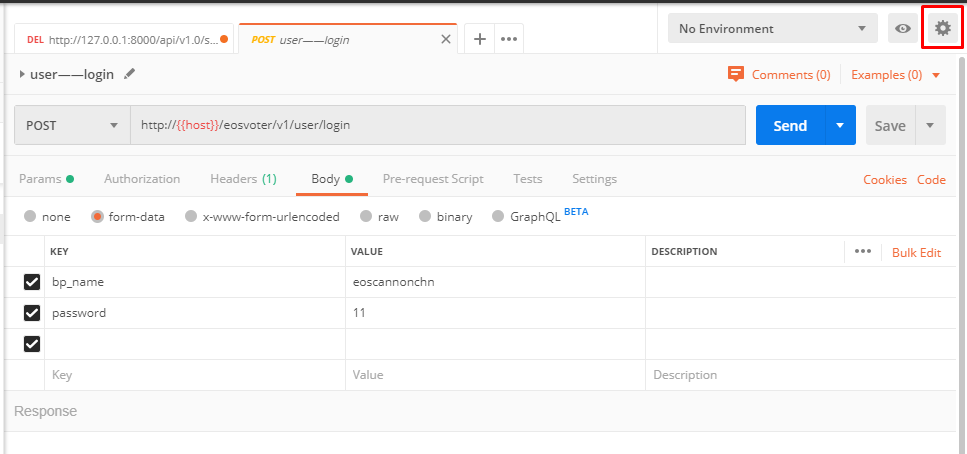 No Environment
DEL http://127.0.0.1:8000/api/v1.0/s...
POST user——login
user——login
Comments (0)
Examples (0)
POST
http://{{host}}/eosvoter/v1/user/login
Send
Save
Params
Authorization
Headers (1)
Body
Pre-request Script
Tests
Settings
Cookies
Code
none
form-data
x-www-form-urlencoded
raw
binary
GraphQL BETA
KEY
VALUE
DESCRIPTION
Bulk Edit
bp_name
eoscannonchn
password
11
Key
Value
Description
Response